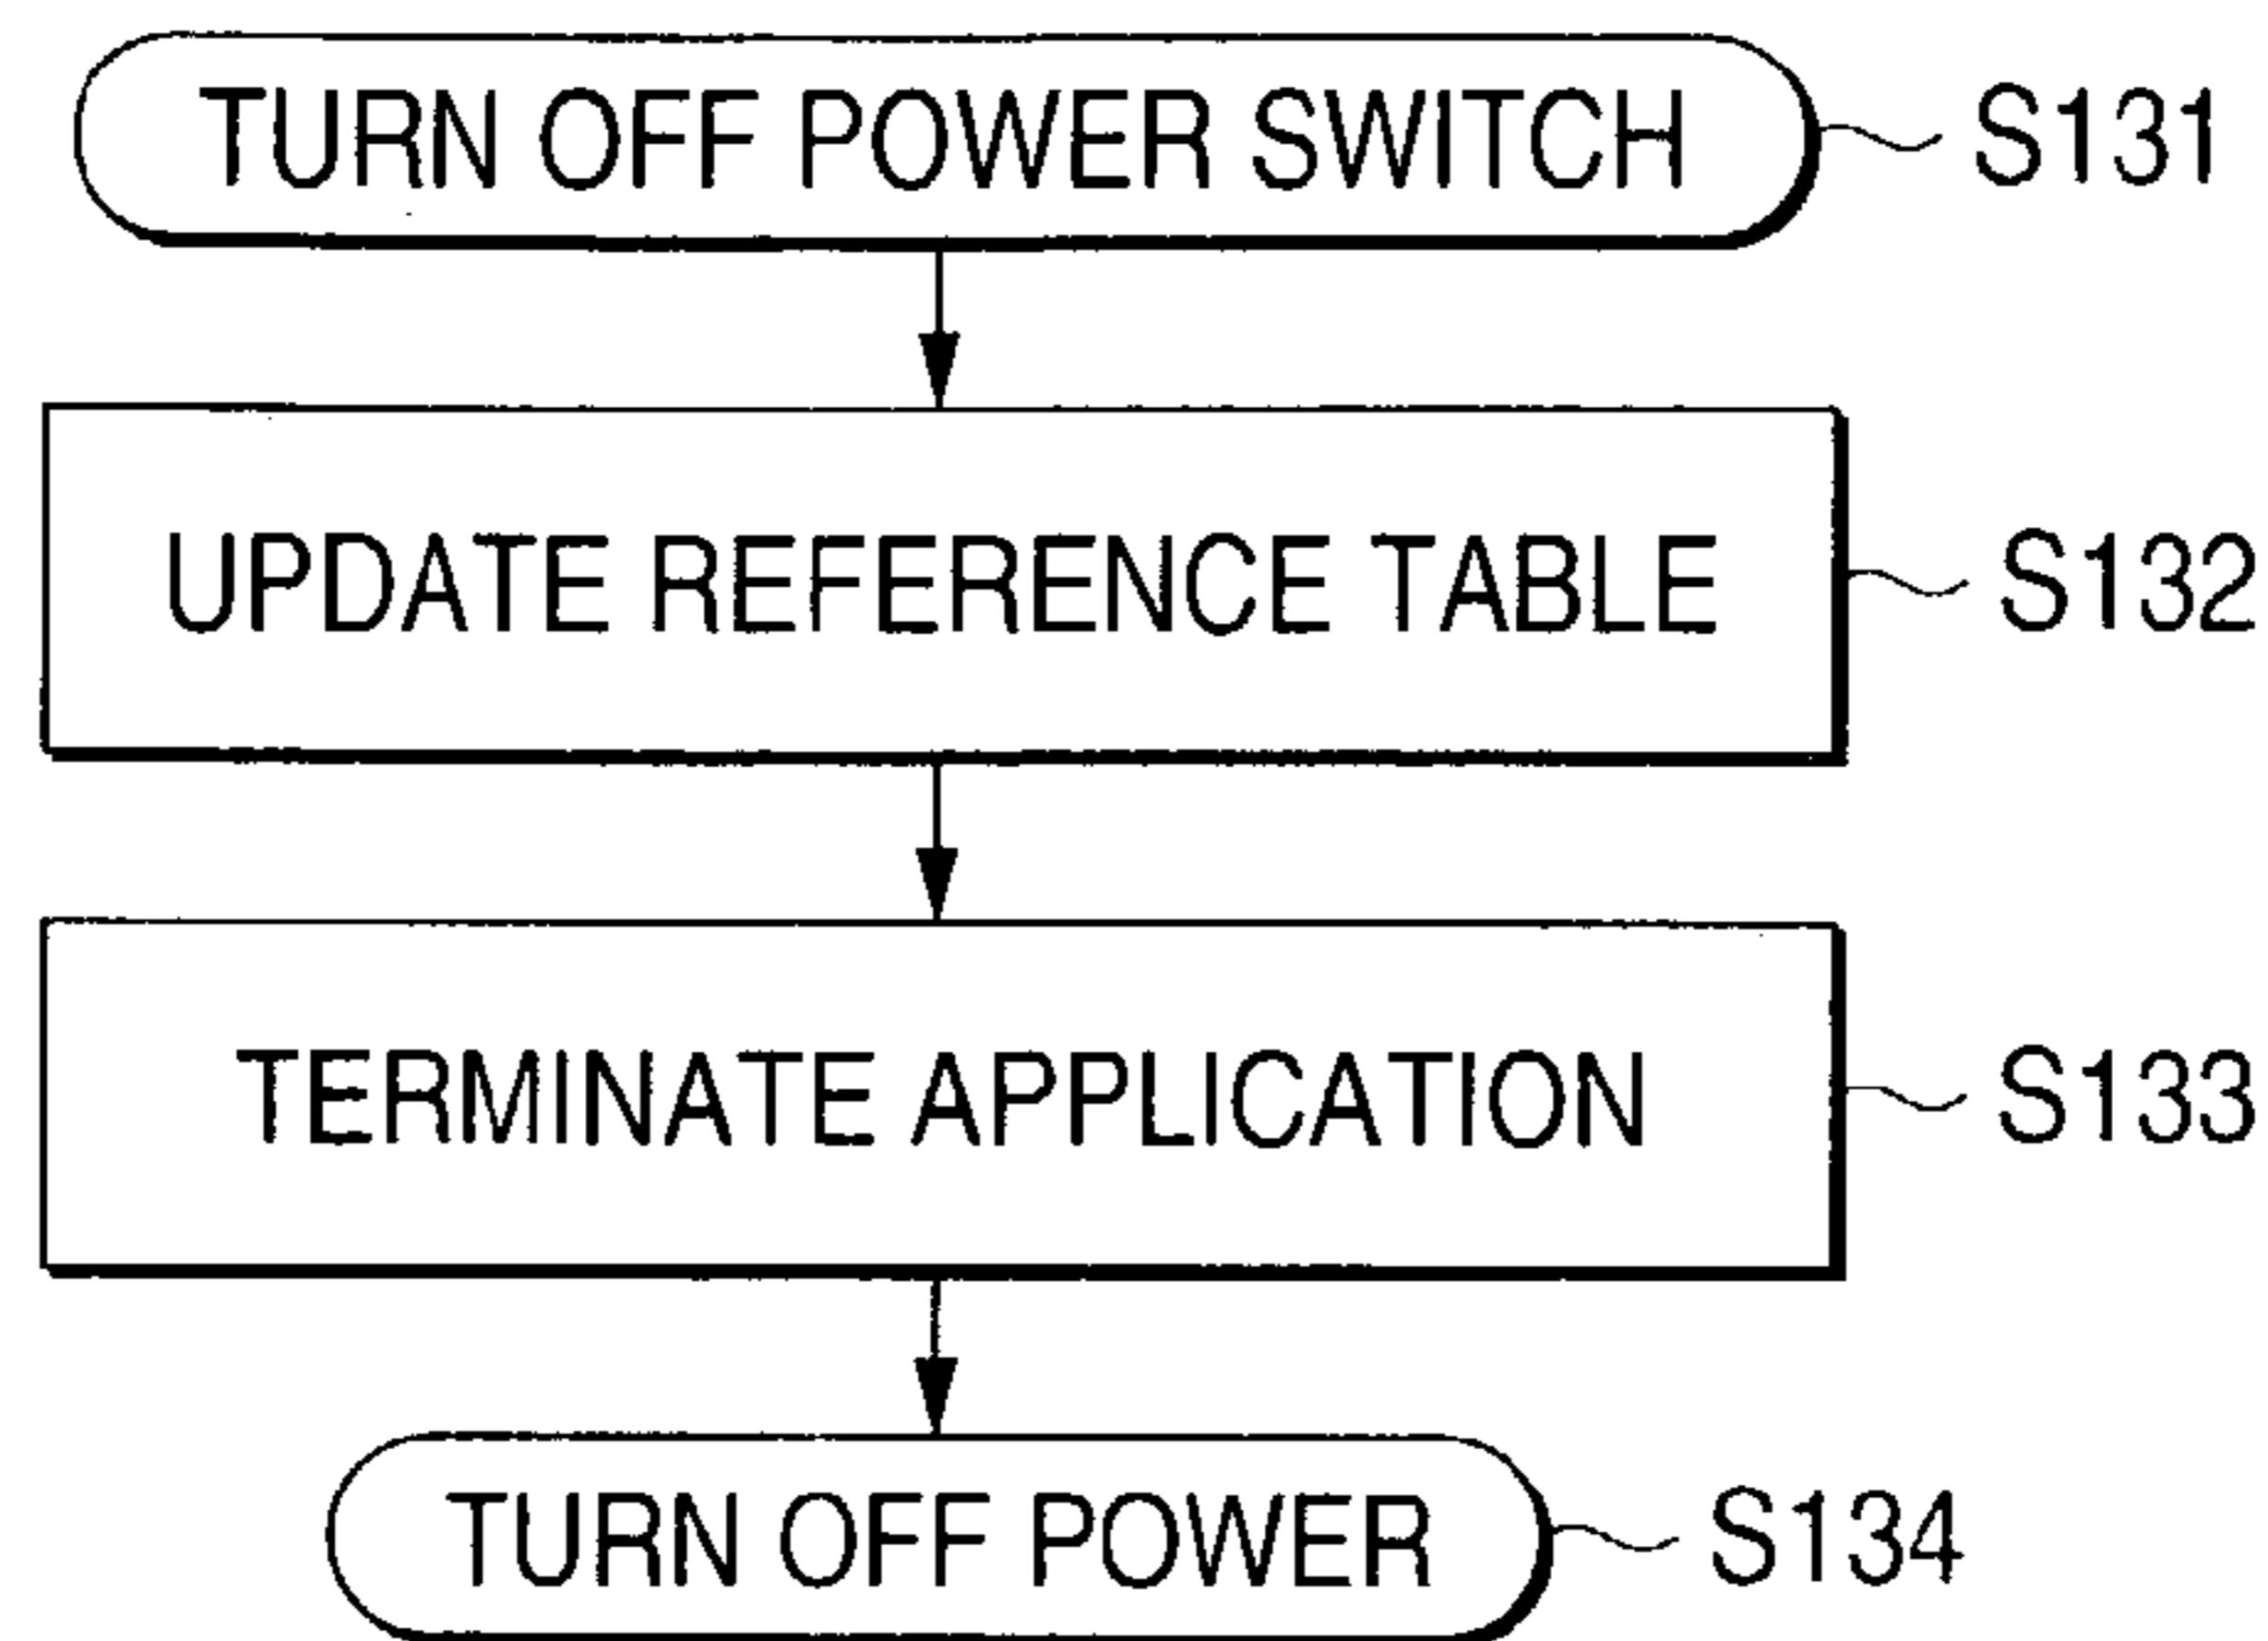 TURN OFF POWER SWITCH S131
UPDATE REFERENCE TABLE S132
TERMINATE APPLICATION S133
TURN OFF POWER S134